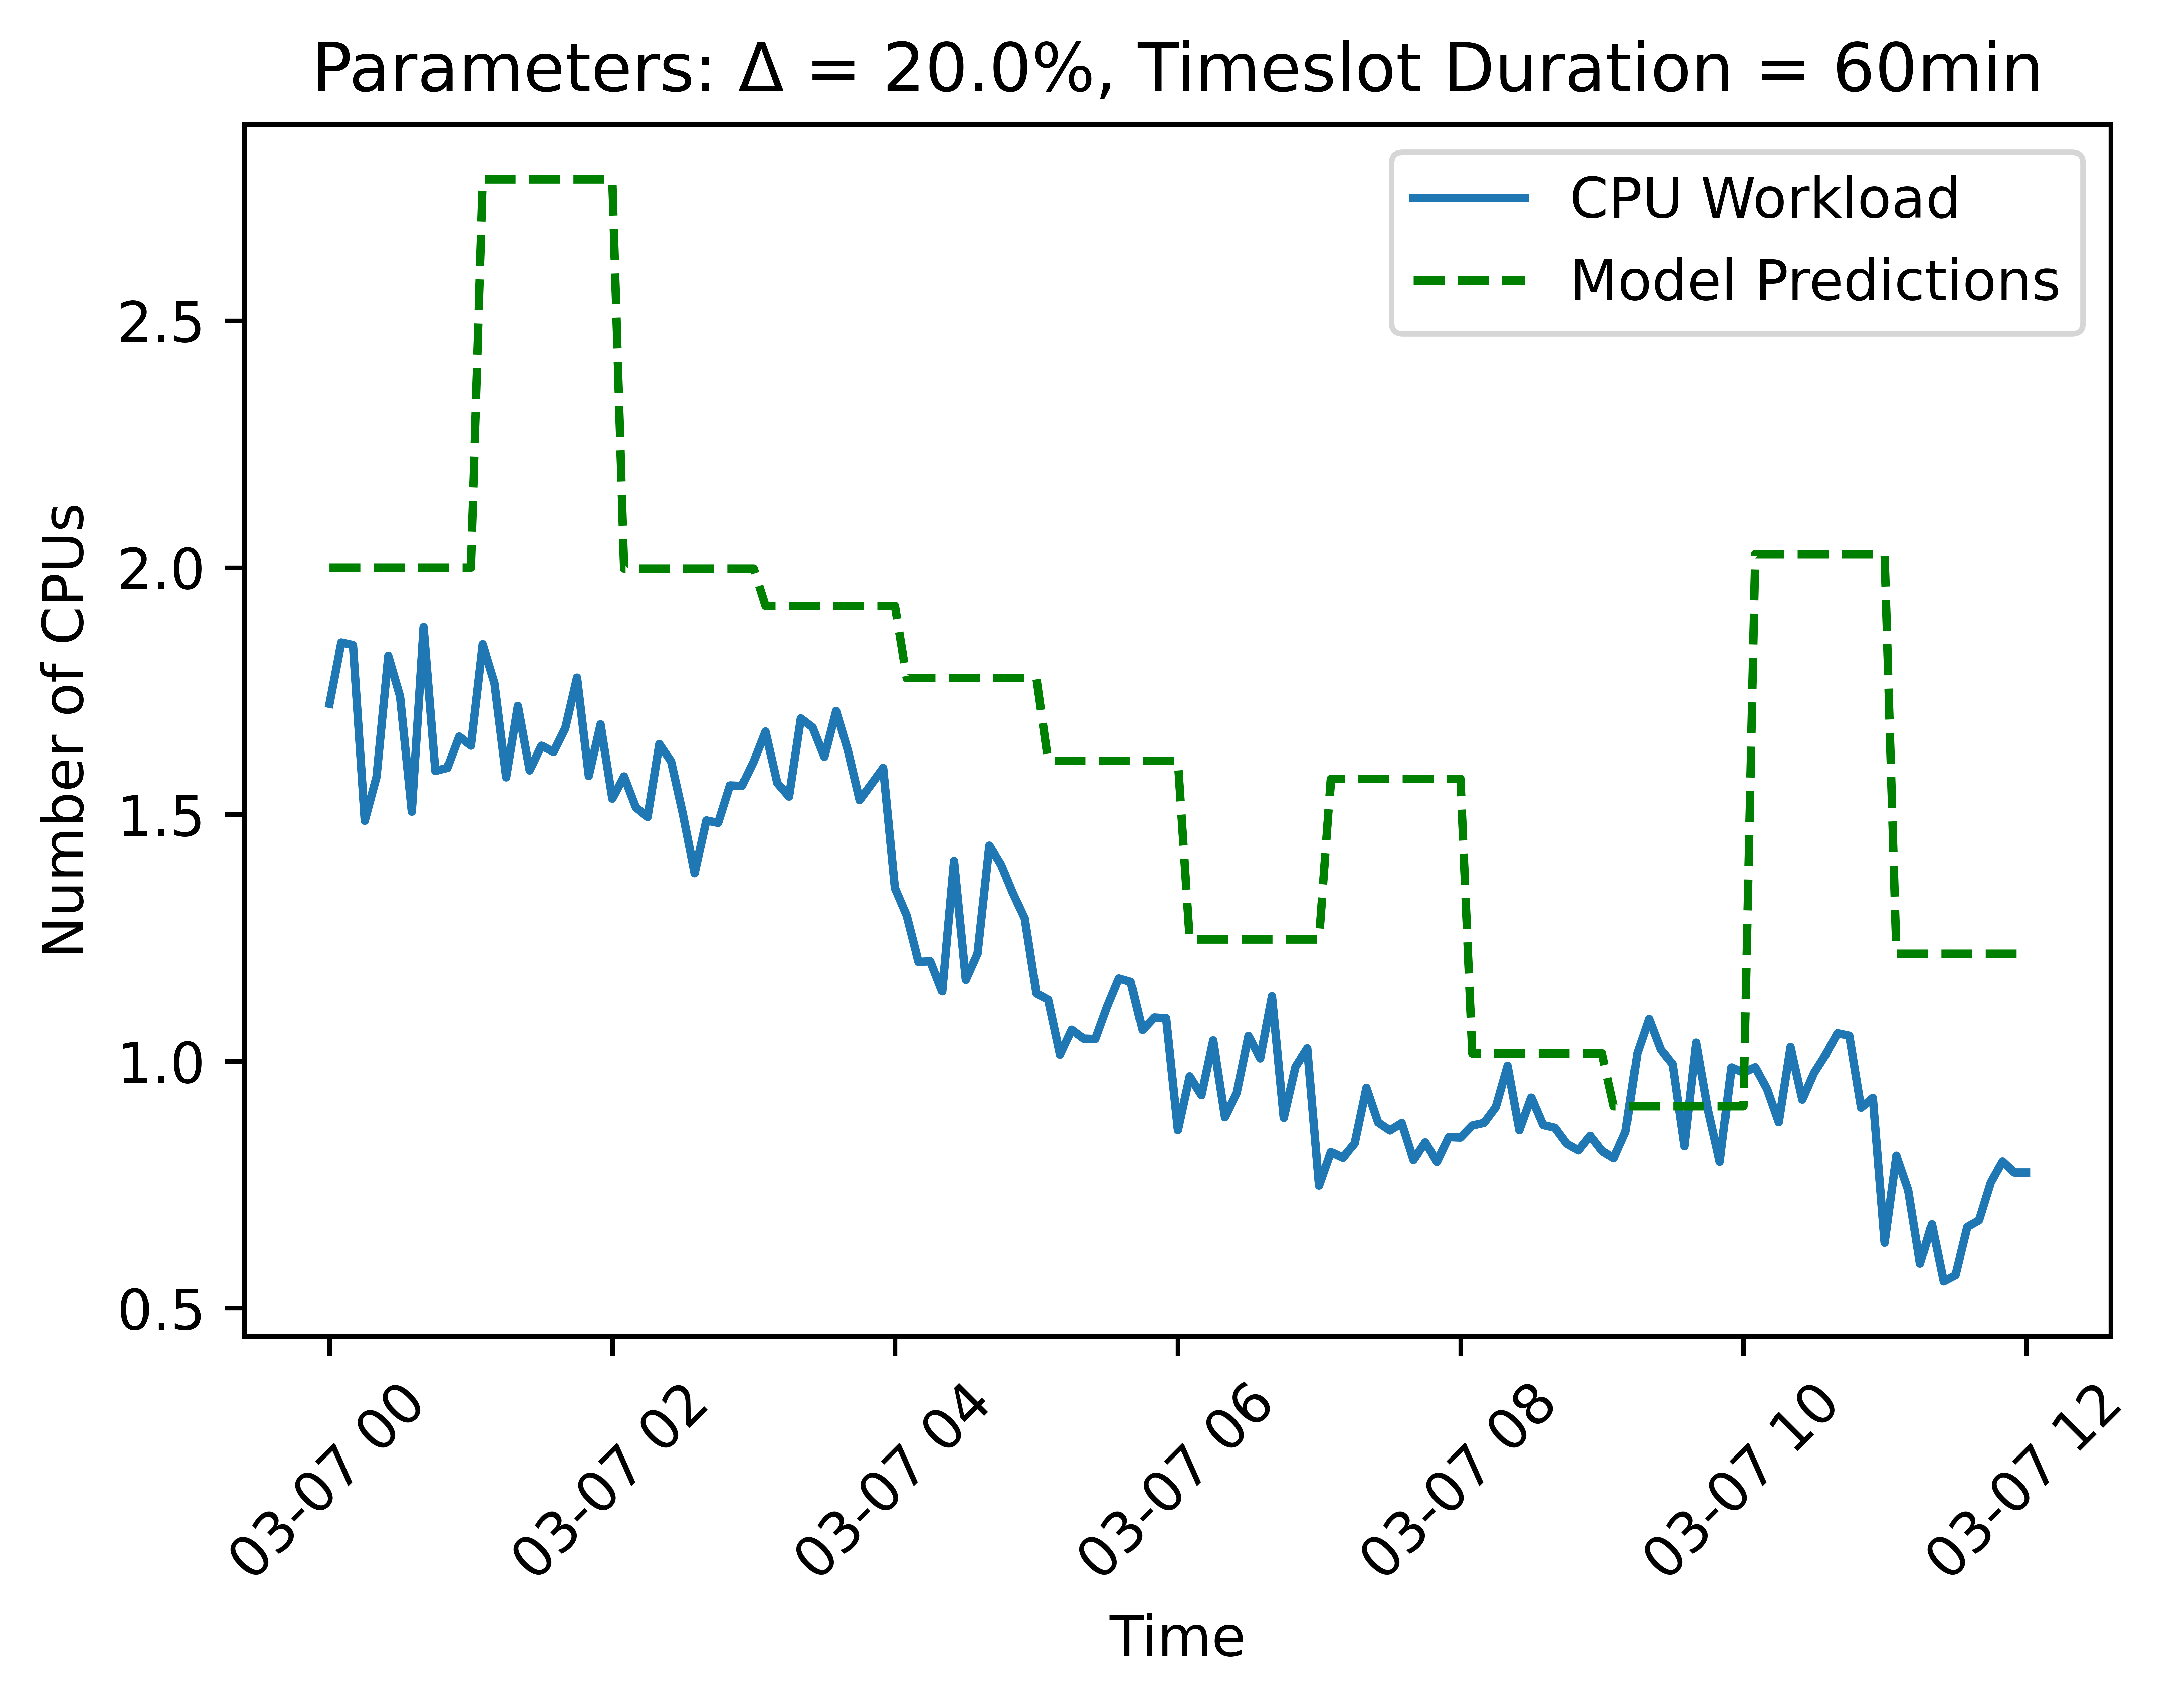 Parameters: Δ = 20.0%, Timeslot Duration = 60min
CPU Workload
Model Predictions
Number of CPUs
2.5
2.0
1.5
1.0
0.5
03-07 00
03-07 02
03-07 04
03-07 06
03-07 08
03-07 10
03-07 12
Time